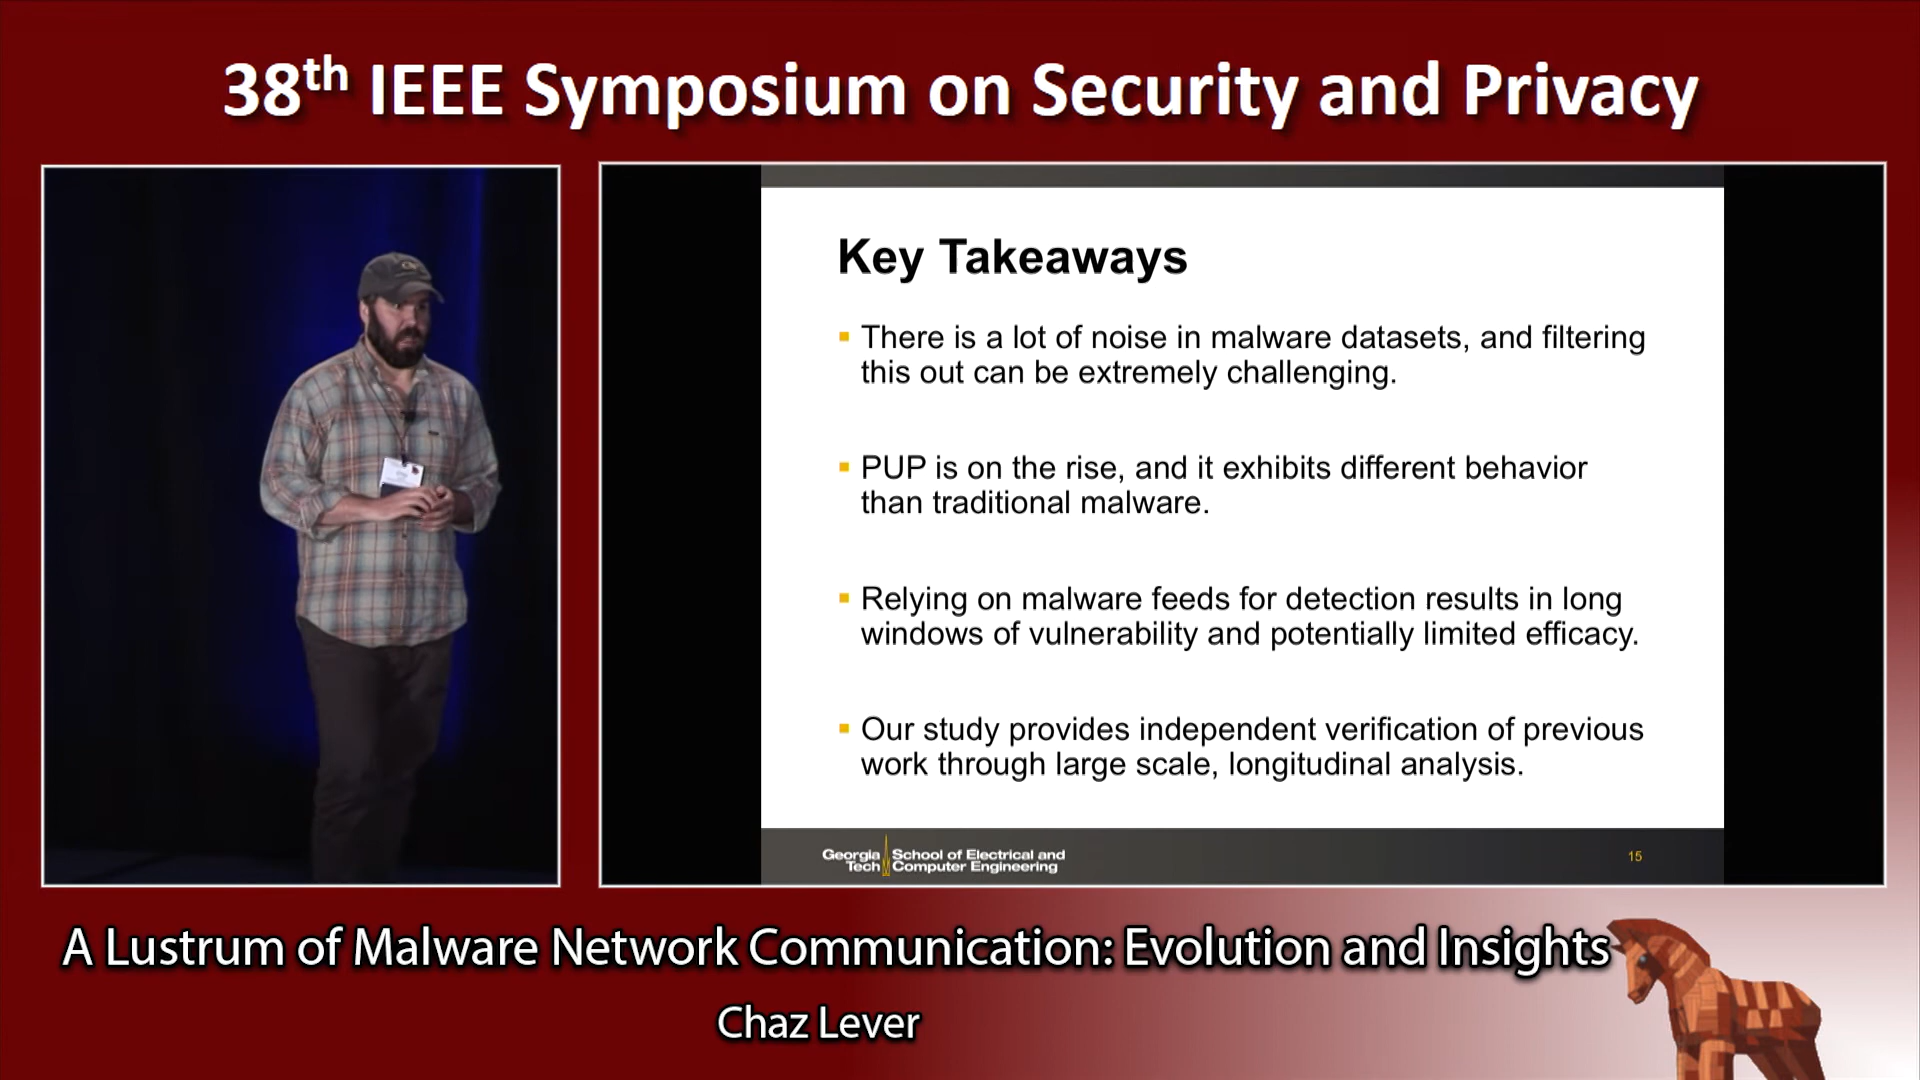 38th IEEE Symposium on Security and Privacy
Key Takeaways
There is a lot of noise in malware datasets, and filtering
this out can be extremely challenging.
PUP is on the rise, and it exhibits different behavior
than traditional malware.
Relying on malware feeds for detection results in long
windows of vulnerability and potentially limited efficacy.
Our study provides independent verification of previous
work through large scale, longitudinal analysis.
Georgia
Tech
School of Electrical and
Computer Engineering
15
A Lustrum of Malware Network Communication: Evolution and Insights
Chaz Lever